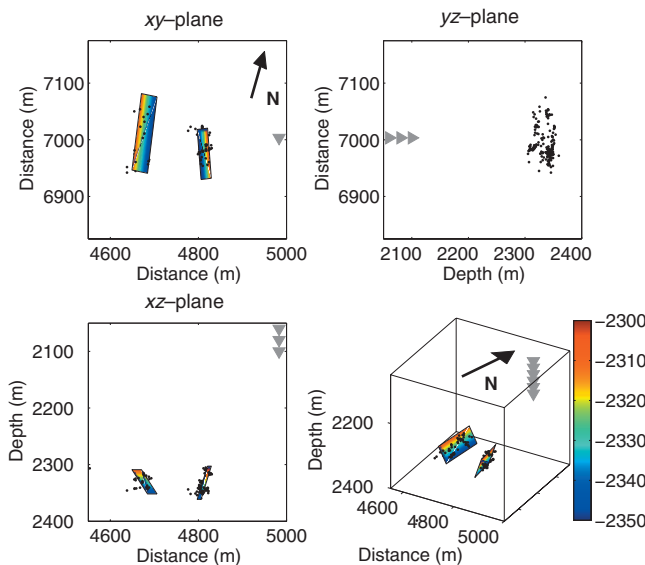 xy–plane
7100
7000
6900
Distance (m)
N
4600 4800 5000
Distance (m)
yz–plane
7100
7000
6900
Distance (m)
2100 2200 2300 2400
Depth (m)
xz–plane
2100
2200
2300
2400
Depth (m)
4600 4800 5000
Distance (m)
N
2200
2400
Depth (m)
4600
4800
5000
Distance (m)
–2300
–2310
–2320
–2330
–2340
–2350